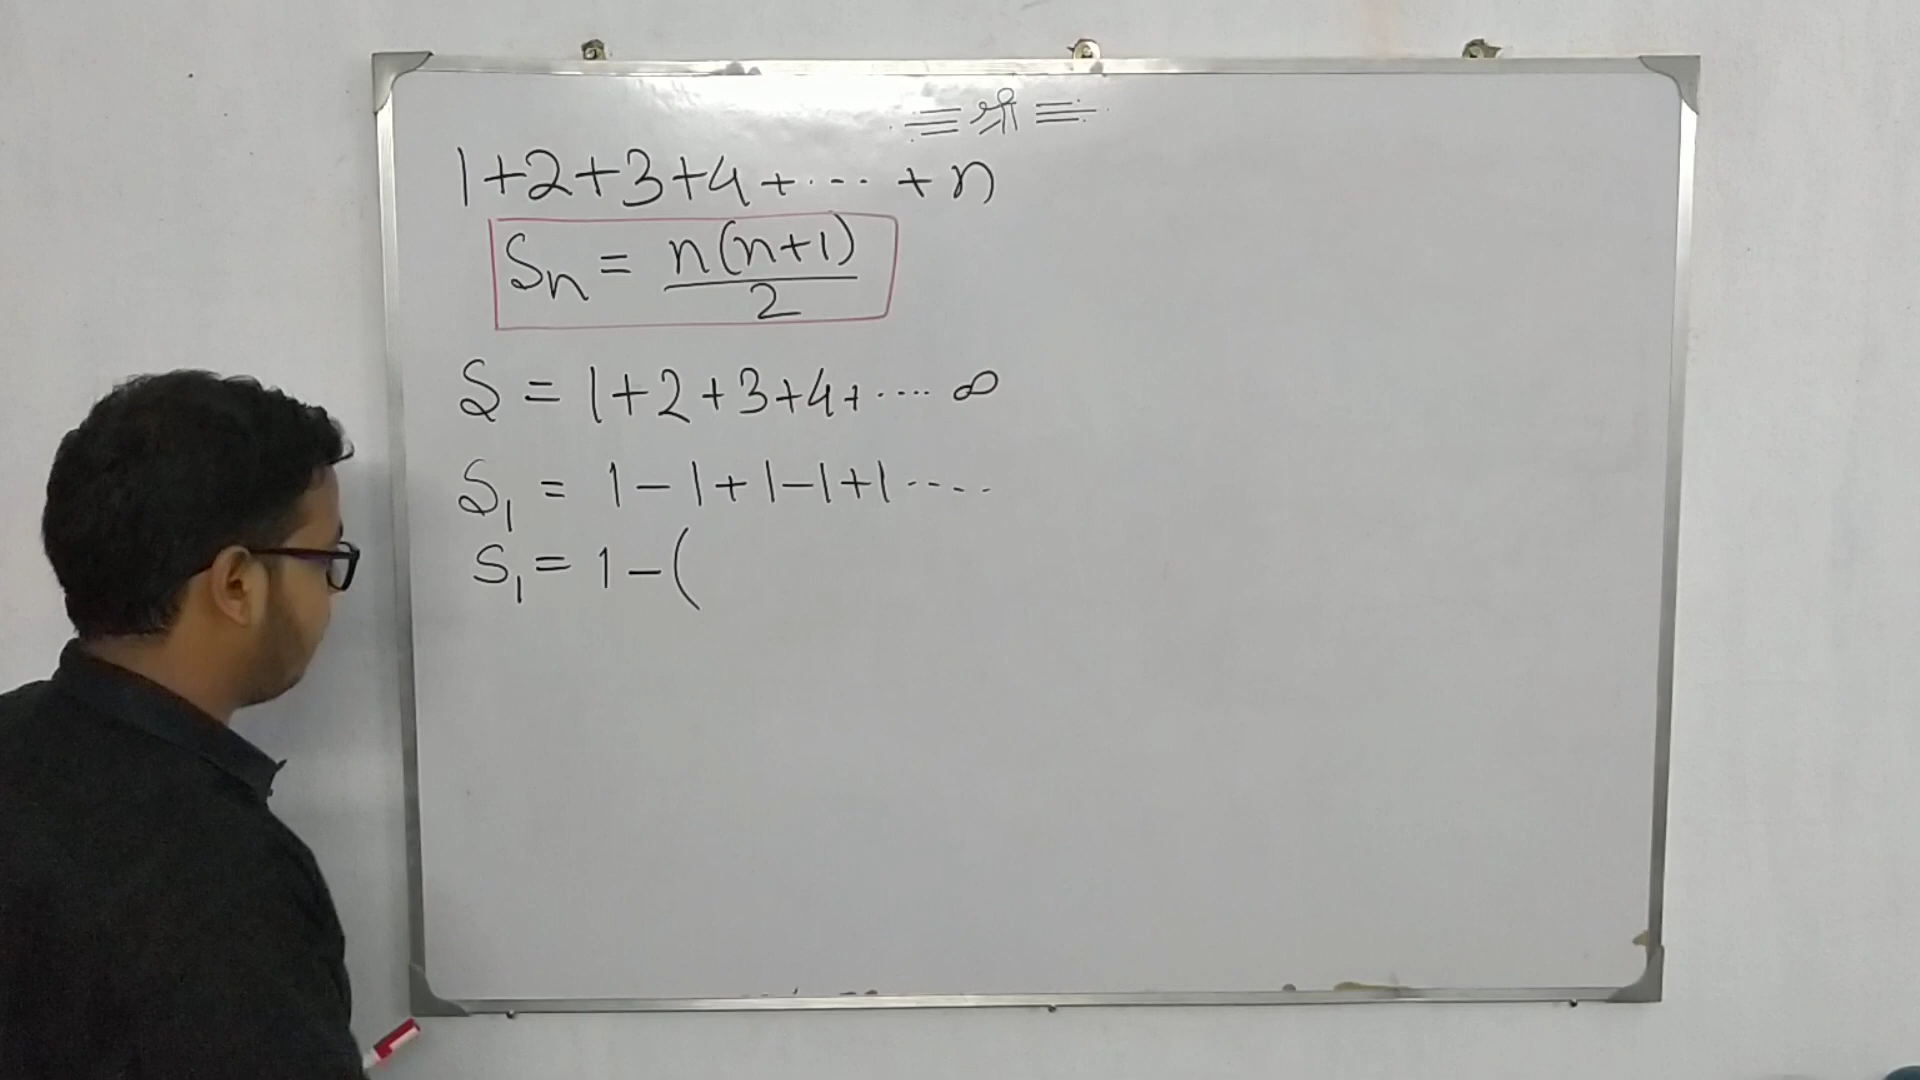 श्री
1+2+3+4+ ... + n
Sn = n(n+1)/2
S = 1+2+3+4+.... ∞
S₁ = 1-1+1-1+1....
S₁ = 1-(